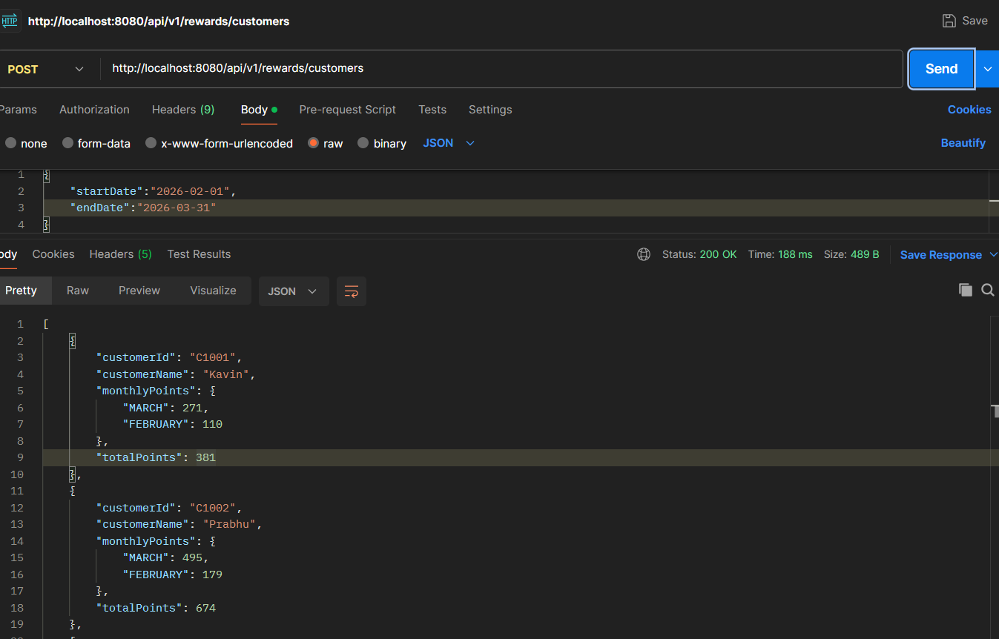 HTTP http://localhost:8080/api/v1/rewards/customers Save
POST http://localhost:8080/api/v1/rewards/customers Send
Params Authorization Headers (9) Body Pre-request Script Tests Settings Cookies
none form-data x-www-form-urlencoded raw binary JSON Beautify
1 {
2 "startDate":"2026-02-01",
3 "endDate":"2026-03-31"
4 }
ody Cookies Headers (5) Test Results Status: 200 OK Time: 188 ms Size: 489 B Save Response
Pretty Raw Preview Visualize JSON
1 [
2 {
3 "customerId": "C1001",
4 "customerName": "Kavin",
5 "monthlyPoints": {
6 "MARCH": 271,
7 "FEBRUARY": 110
8 },
9 "totalPoints": 381
10 },
11 {
12 "customerId": "C1002",
13 "customerName": "Prabhu",
14 "monthlyPoints": {
15 "MARCH": 495,
16 "FEBRUARY": 179
17 },
18 "totalPoints": 674
19 },